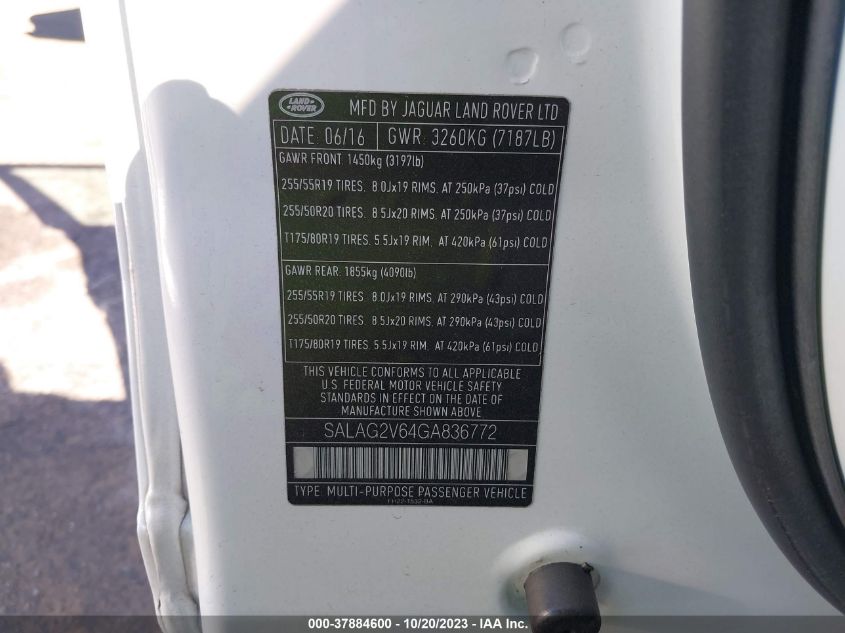 LAND
ROVER
MFD BY JAGUAR LAND ROVER LTD
DATE: 06/16 GWR: 3260KG (7187LB)
GAWR FRONT: 1450kg (3197lb)
255/55R19 TIRES. 8.0Jx19 RIMS. AT 250kPa (37psi) COLD
255/50R20 TIRES. 8.5Jx20 RIMS. AT 250kPa (37psi) COLD
T175/80R19 TIRES. 5.5Jx19 RIM. AT 420kPa (61psi) COLD
GAWR REAR: 1855kg (4090lb)
255/55R19 TIRES. 8.0Jx19 RIMS. AT 290kPa (43psi) COLD
255/50R20 TIRES. 8.5Jx20 RIMS. AT 290kPa (43psi) COLD
T175/80R19 TIRES. 5.5Jx19 RIM. AT 420kPa (61psi) COLD
THIS VEHICLE CONFORMS TO ALL APPLICABLE
U.S. FEDERAL MOTOR VEHICLE SAFETY
STANDARDS IN EFFECT ON THE DATE OF
MANUFACTURE SHOWN ABOVE
SALAG2V64GA836772
TYPE: MULTI-PURPOSE PASSENGER VEHICLE
000-37884600 - 10/20/2023 - IAA Inc.